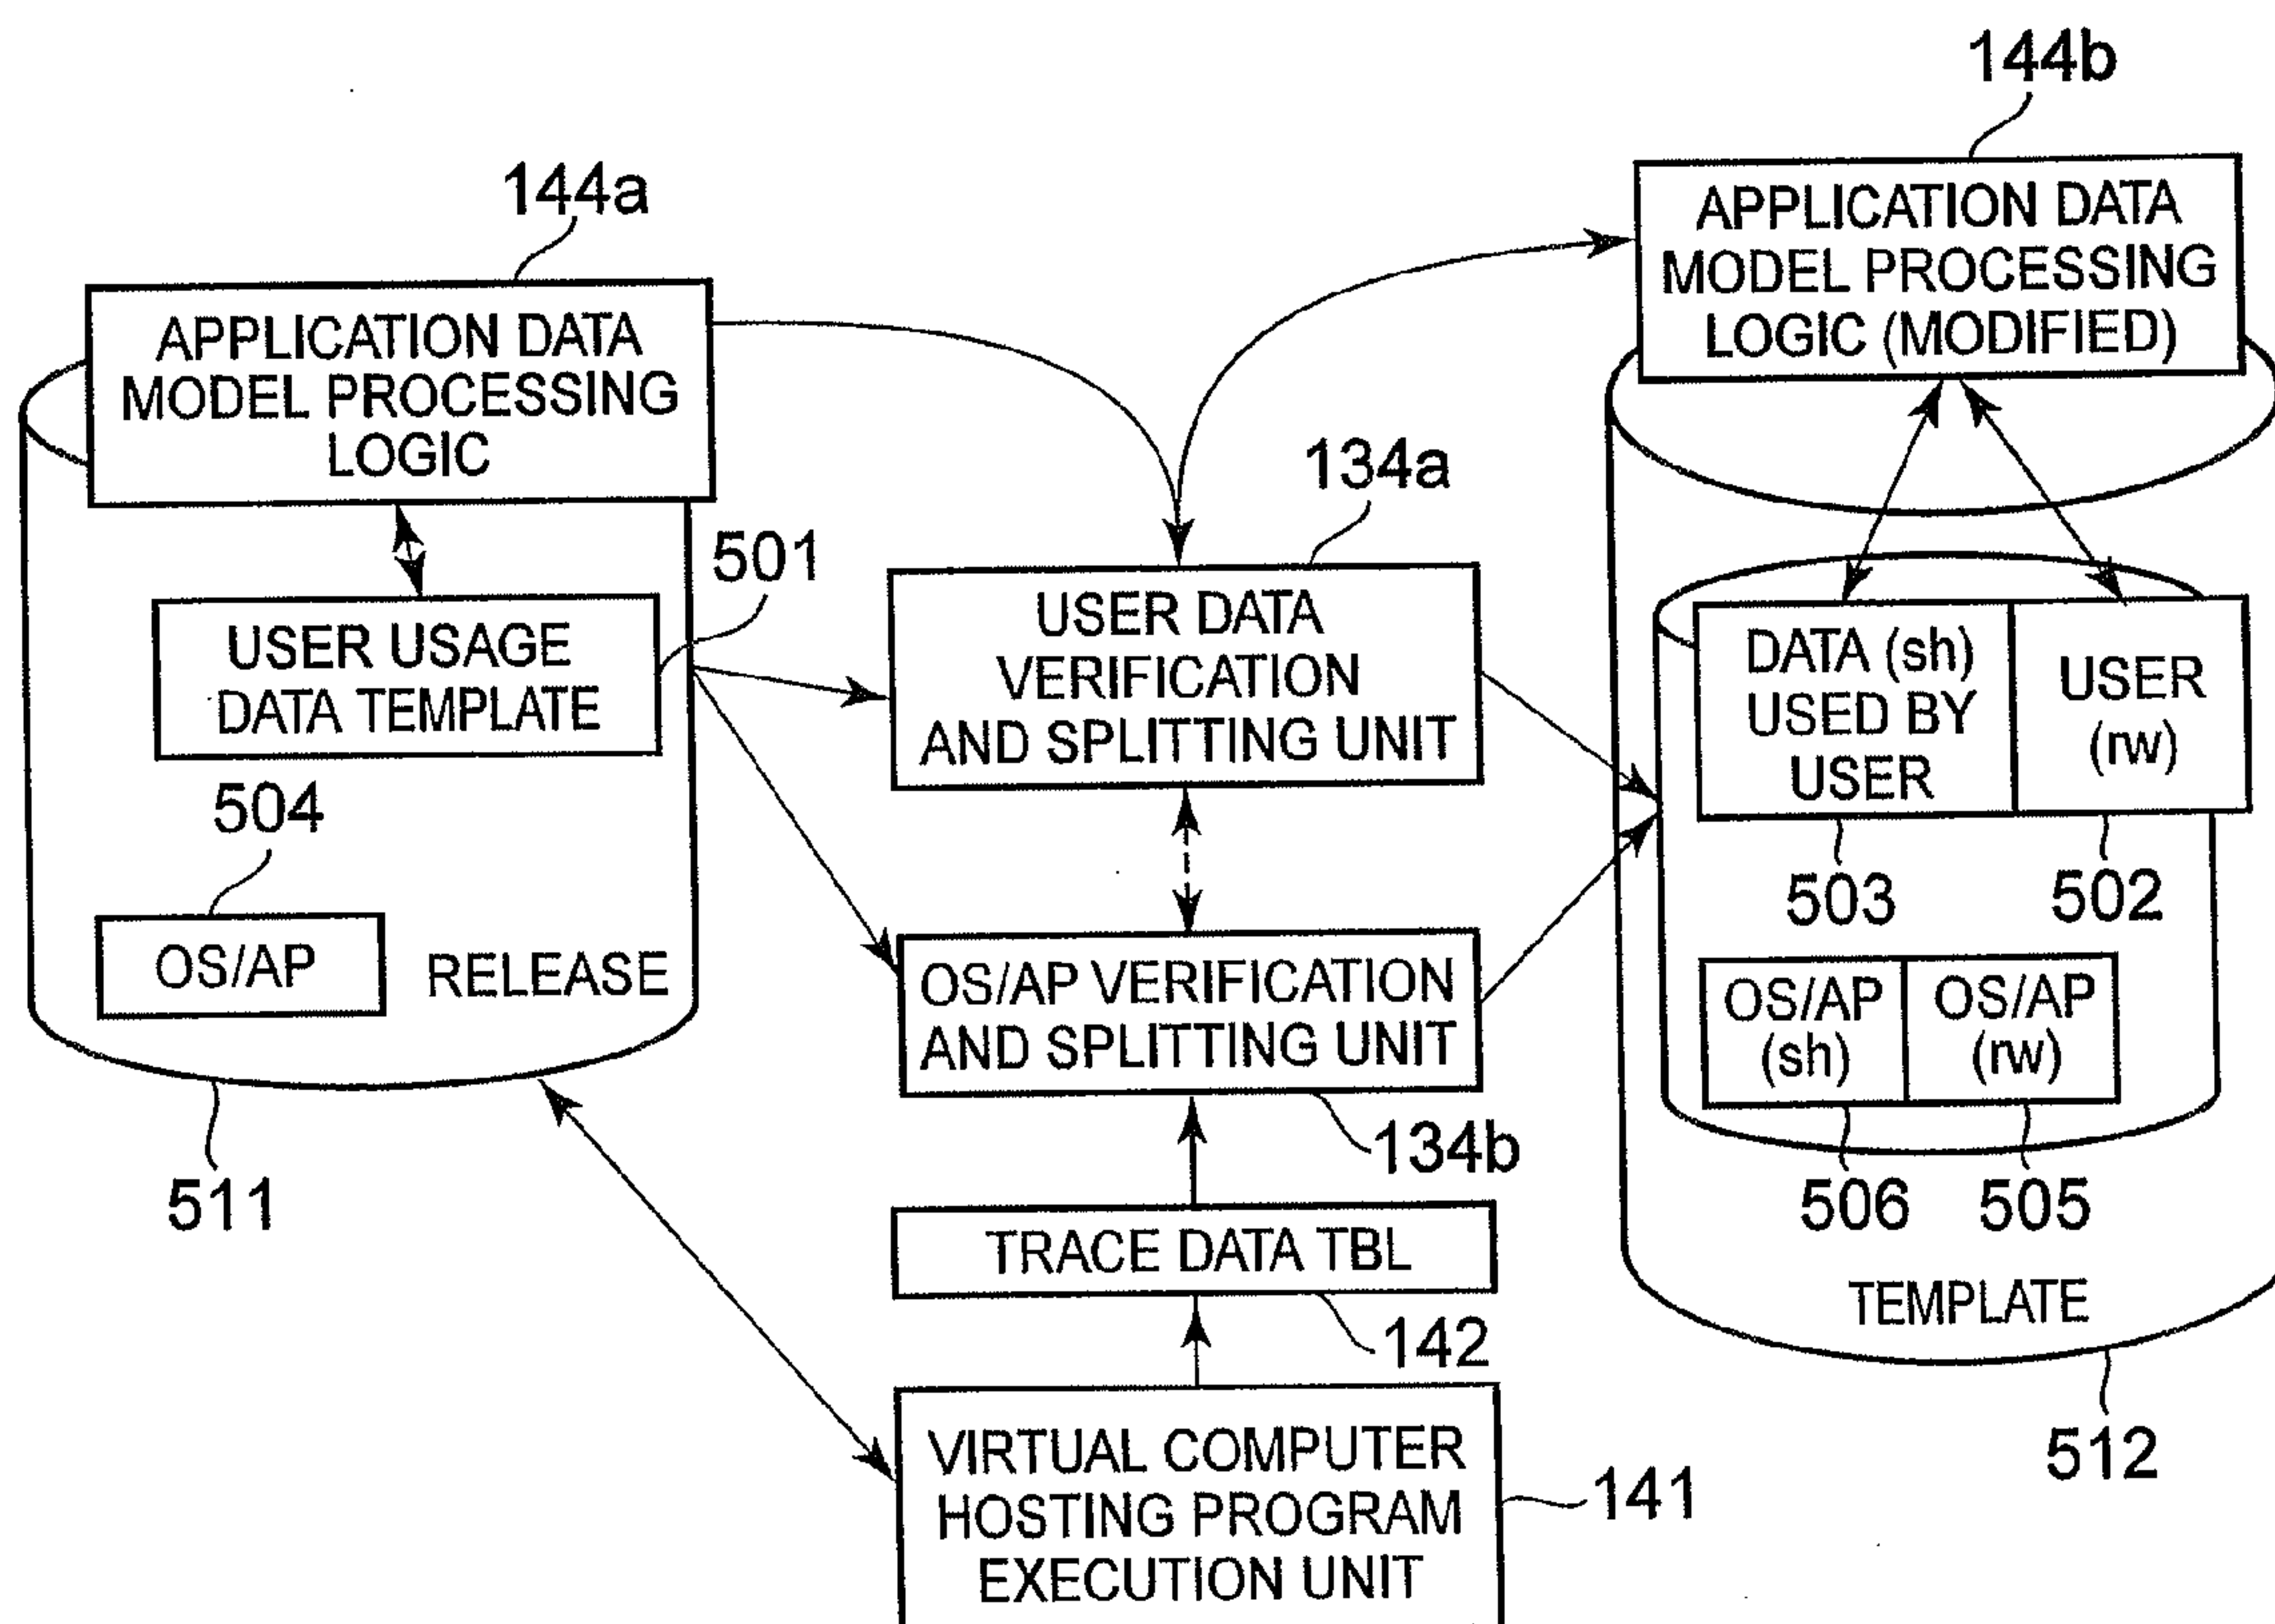 144b
APPLICATION DATA
MODEL PROCESSING
LOGIC (MODIFIED)
144a
APPLICATION DATA
MODEL PROCESSING
LOGIC
134a
501
USER USAGE
DATA TEMPLATE
USER DATA
VERIFICATION
AND SPLITTING UNIT
DATA (sh)
USED BY
USER
USER
(rw)
503
502
504
OS/AP
RELEASE
OS/AP VERIFICATION
AND SPLITTING UNIT
OS/AP
(sh)
OS/AP
(rw)
134b
506
505
511
TRACE DATA TBL
142
TEMPLATE
512
VIRTUAL COMPUTER
HOSTING PROGRAM
EXECUTION UNIT
141